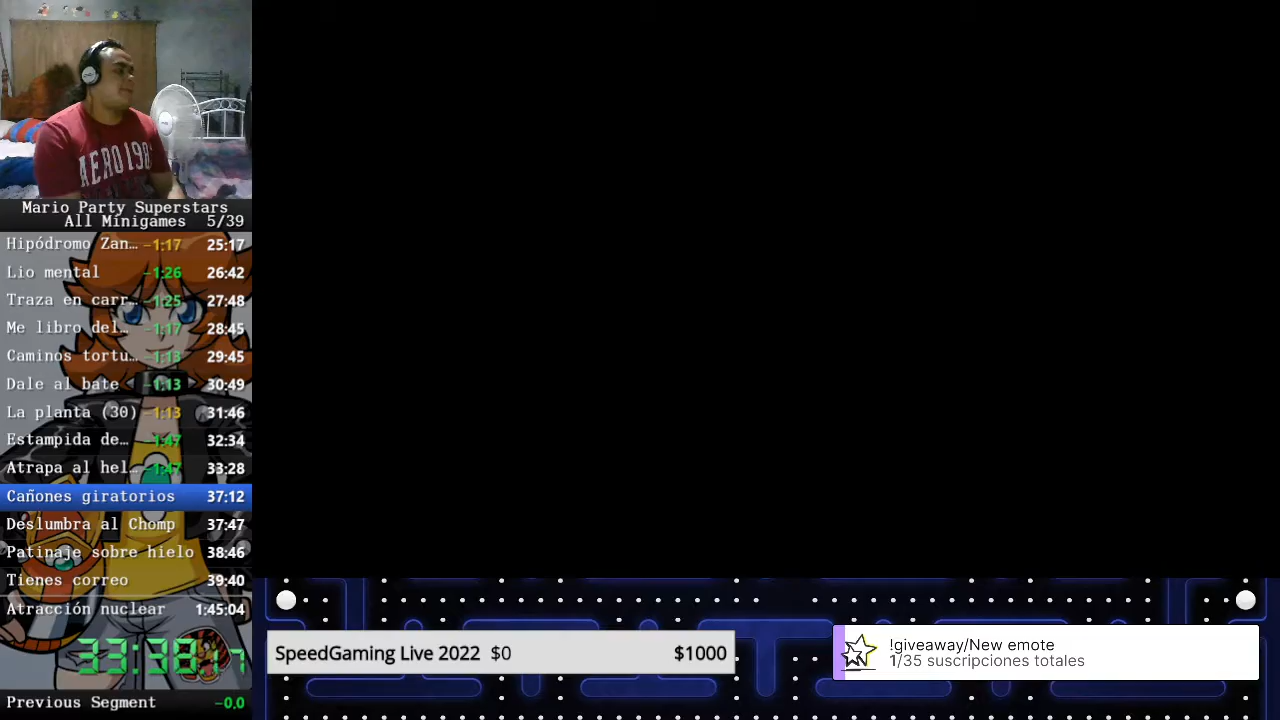 AERO 198
Mario Party Superstars
All Minigames 5/39
Hipódromo Zan… -1:17 25:17
Lio mental -1:26 26:42
Traza en carr… -1:25 27:48
Me libro del… -1:17 28:45
Caminos tortu… -1:13 29:45
Dale al bate -1:13 30:49
La planta (30) -1:13 31:46
Estampida de… -1:47 32:34
Atrapa al hel… -1:47 33:28
Cañones giratorios 37:12
Deslumbra al Chomp 37:47
Patinaje sobre hielo 38:46
Tienes correo 39:40
Atracción nuclear 1:45:04
33:38.17
Previous Segment -0.0
SpeedGaming Live 2022 $0 $1000
!giveaway/New emote
1/35 suscripciones totales